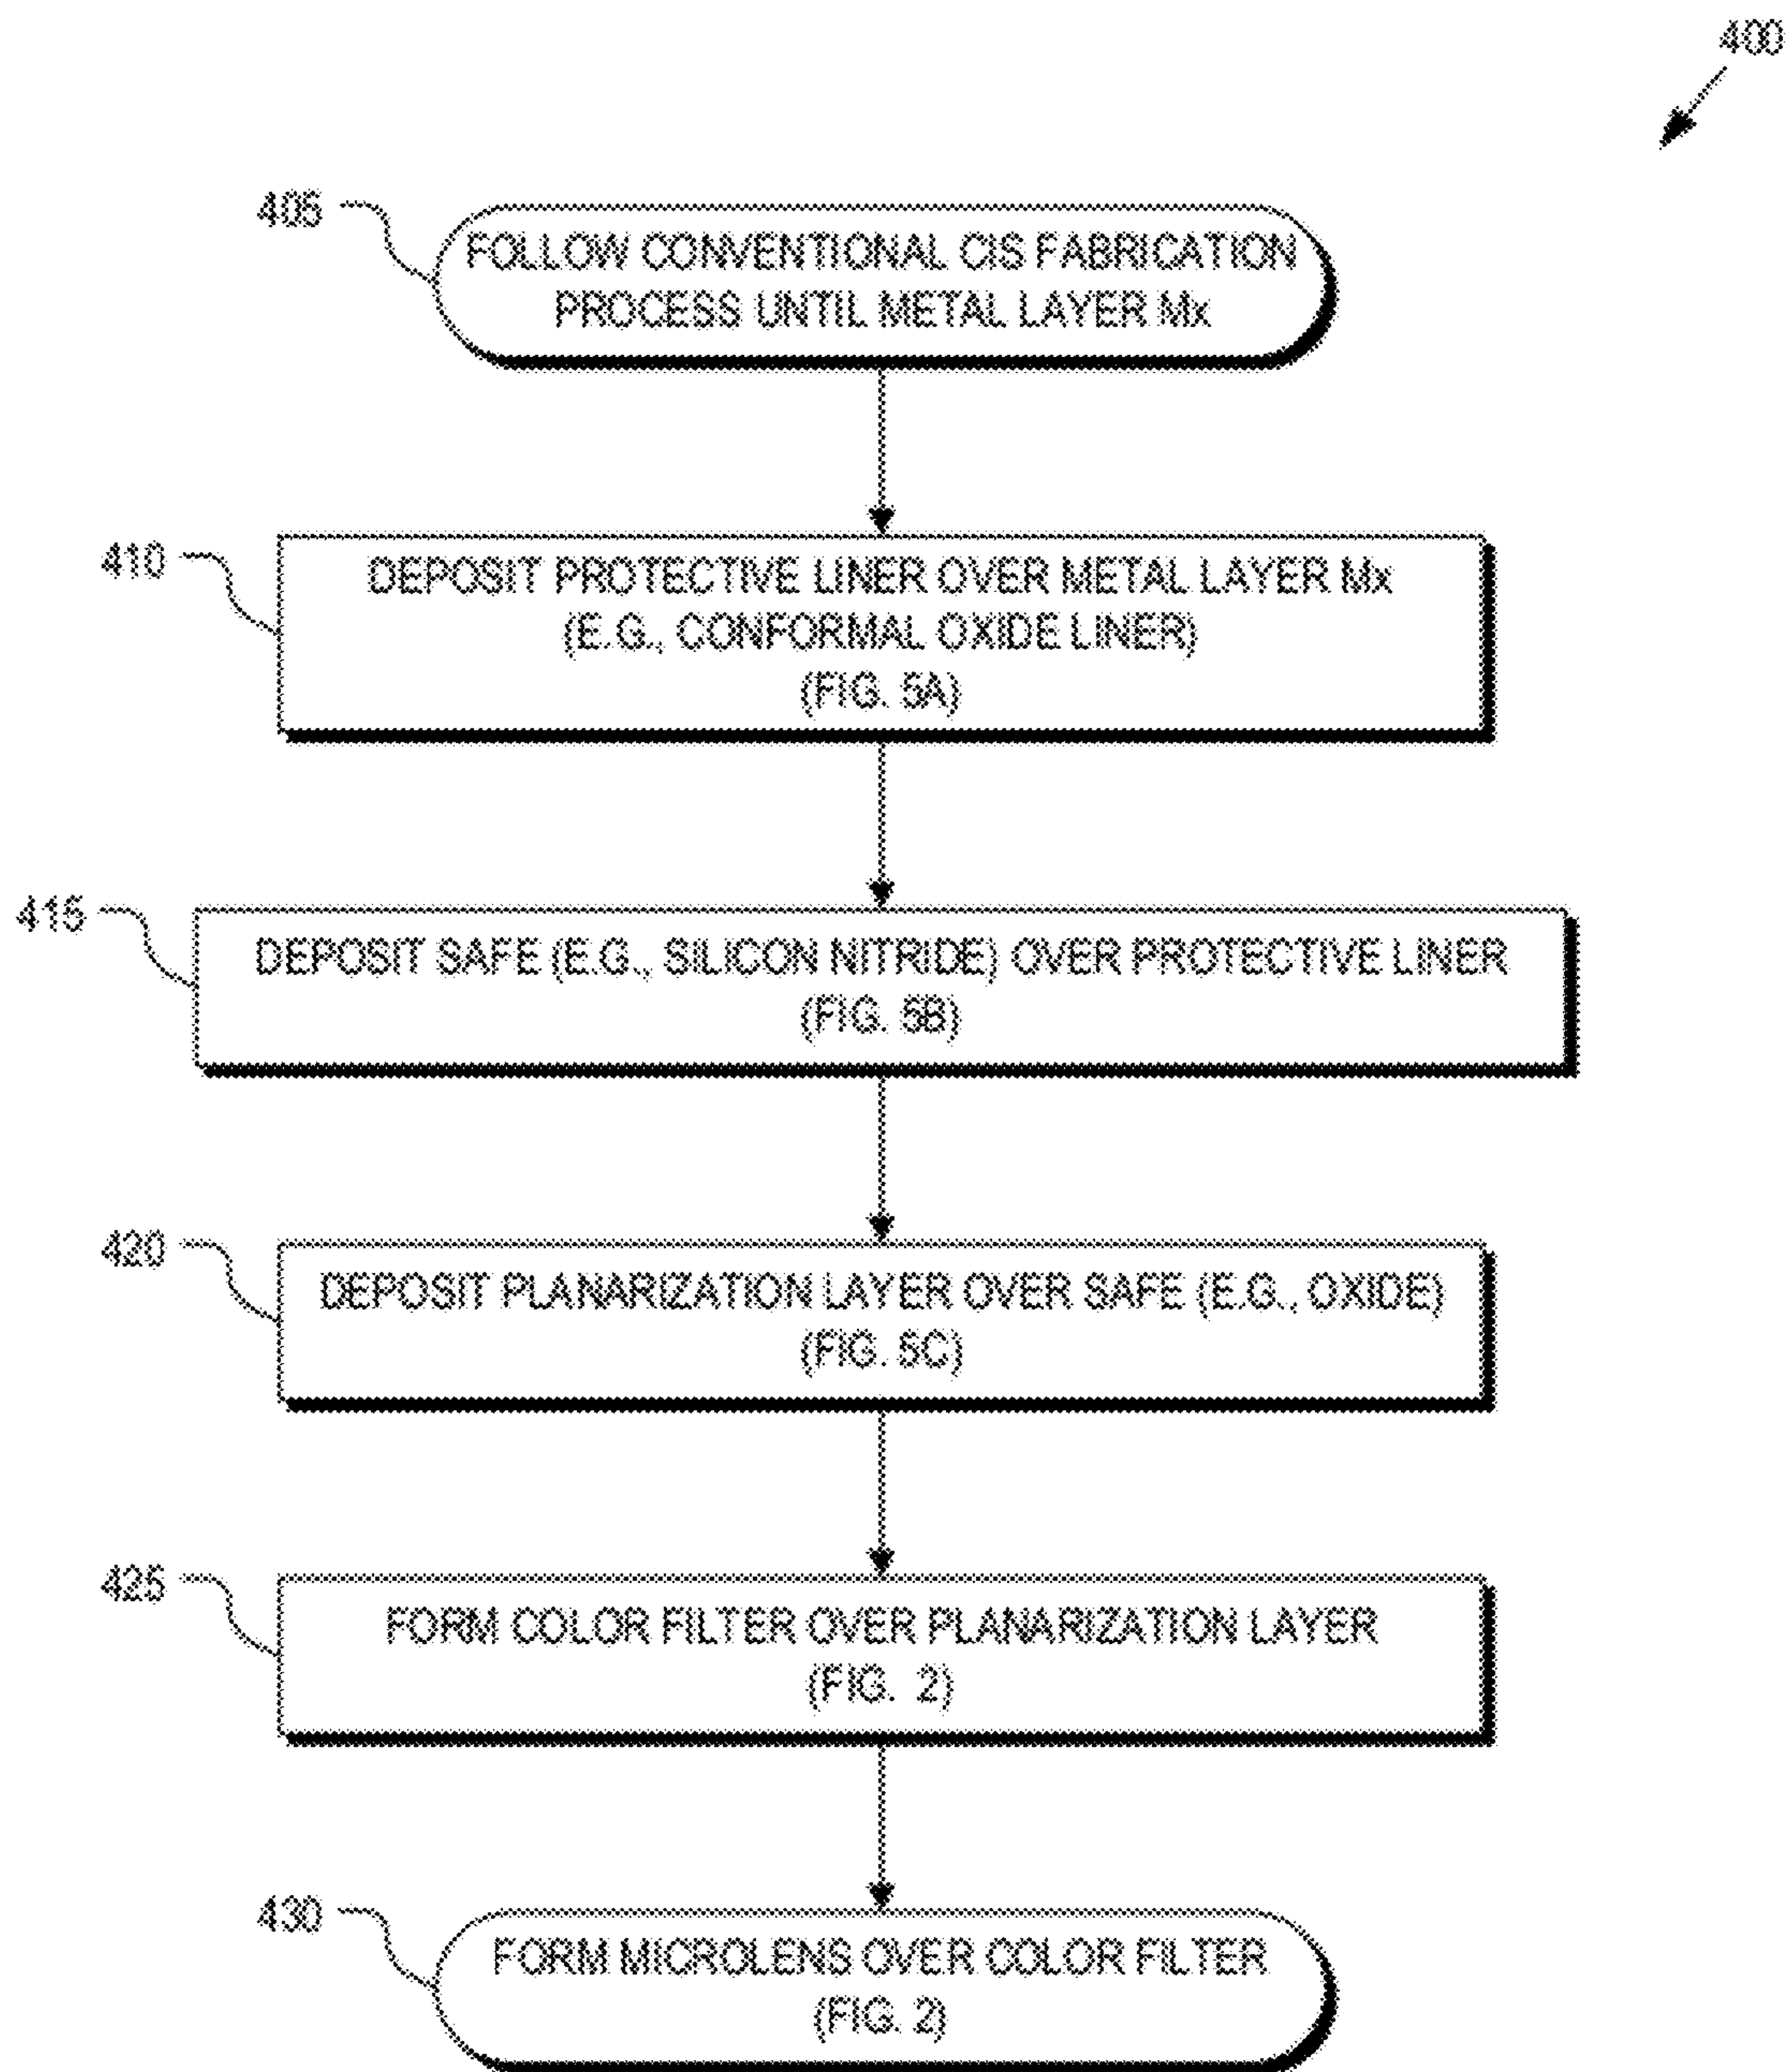 400
405
FOLLOW CONVENTIONAL CIS FABRICATION
PROCESS UNTIL METAL LAYER Mx
410
DEPOSIT PROTECTIVE LINER OVER METAL LAYER Mx
(E.G., CONFORMAL OXIDE LINER)
(FIG. 5A)
415
DEPOSIT SAFE (E.G., SILICON NITRIDE) OVER PROTECTIVE LINER
(FIG. 5B)
420
DEPOSIT PLANARIZATION LAYER OVER SAFE (E.G., OXIDE)
(FIG. 5C)
425
FORM COLOR FILTER OVER PLANARIZATION LAYER
(FIG. 2)
430
FORM MICROLENS OVER COLOR FILTER
(FIG. 2)